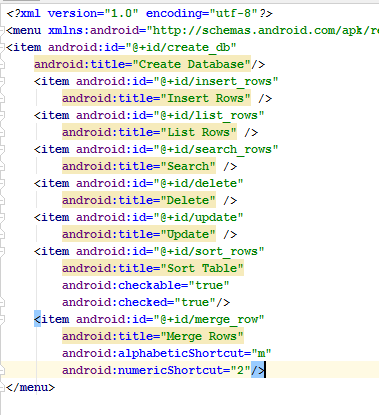 <?xml version="1.0" encoding="utf-8"?>
<menu xmlns:android="http://schemas.android.com/apk/re
<item android:id="@+id/create_db"
android:title="Create Database"/>
<item android:id="@+id/insert_rows"
android:title="Insert Rows" />
<item android:id="@+id/list_rows"
android:title="List Rows" />
<item android:id="@+id/search_rows"
android:title="Search" />
<item android:id="@+id/delete"
android:title="Delete" />
<item android:id="@+id/update"
android:title="Update" />
<item android:id="@+id/sort_rows"
android:title="Sort Table"
android:checkable="true"
android:checked="true"/>
<item android:id="@+id/merge_row"
android:title="Merge Rows"
android:alphabeticShortcut="m"
android:numericShortcut="2"/>
</menu>